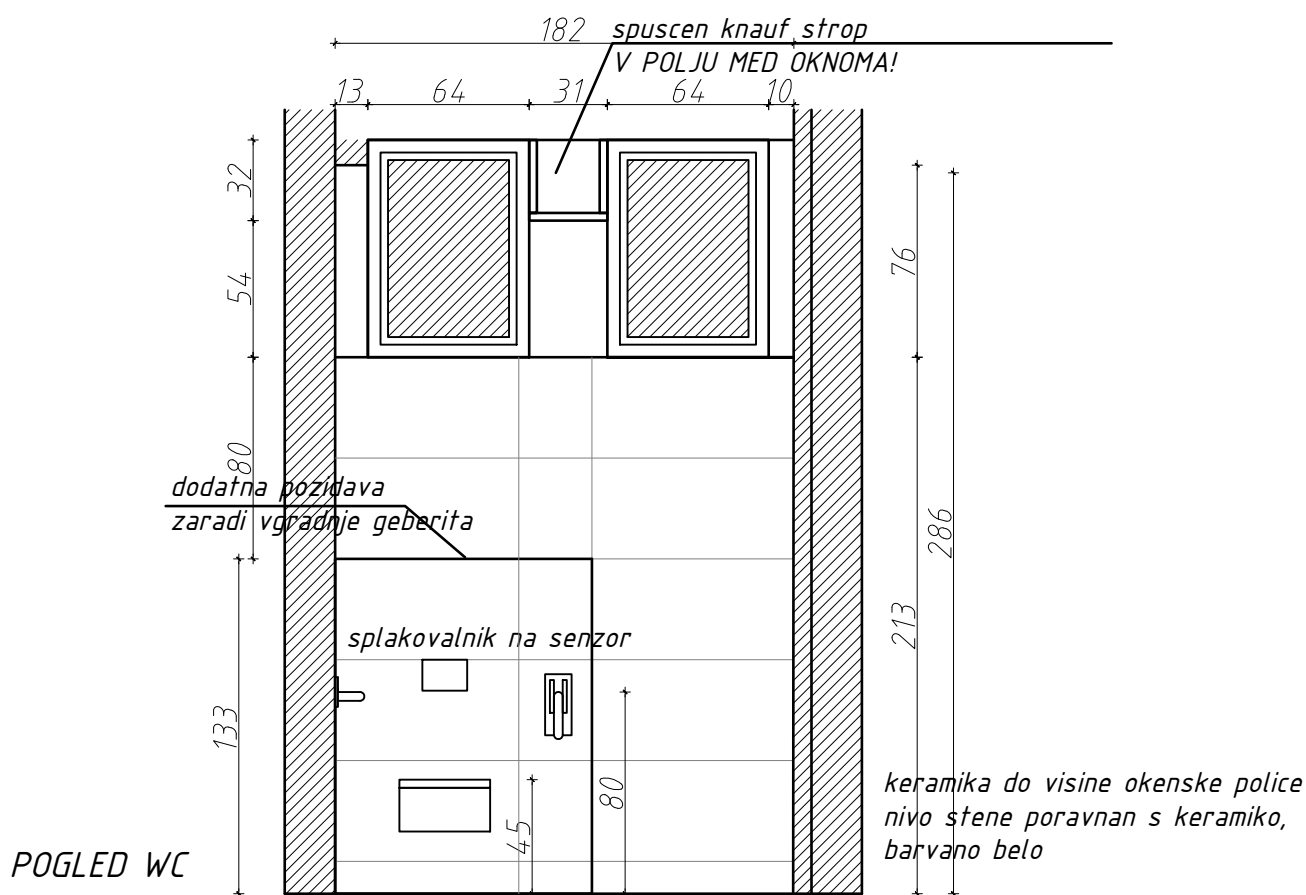 182 spuscen knauf strop
V POLJU MED OKNOMA!
13 64 31 64 10
32
54
76
80
dodatna pozidava
zaradi vgradnje geberita
286
213
splakovalnik na senzor
133
80
45
keramika do visine okenske police
nivo stene poravnan s keramiko,
barvano belo
POGLED WC